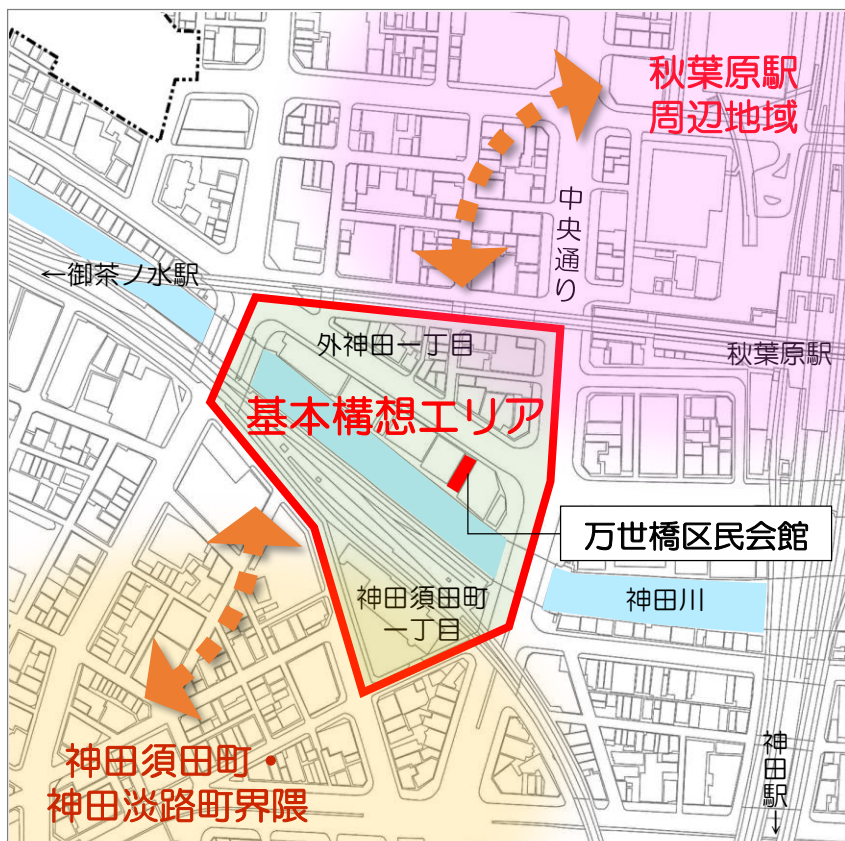 秋葉原駅
周辺地域
中央通り
←御茶ノ水駅
外神田一丁目
秋葉原駅
基本構想エリア
万世橋区民会館
神田須田町
一丁目
神田川
神田須田町・
神田淡路町界隈
神田駅→